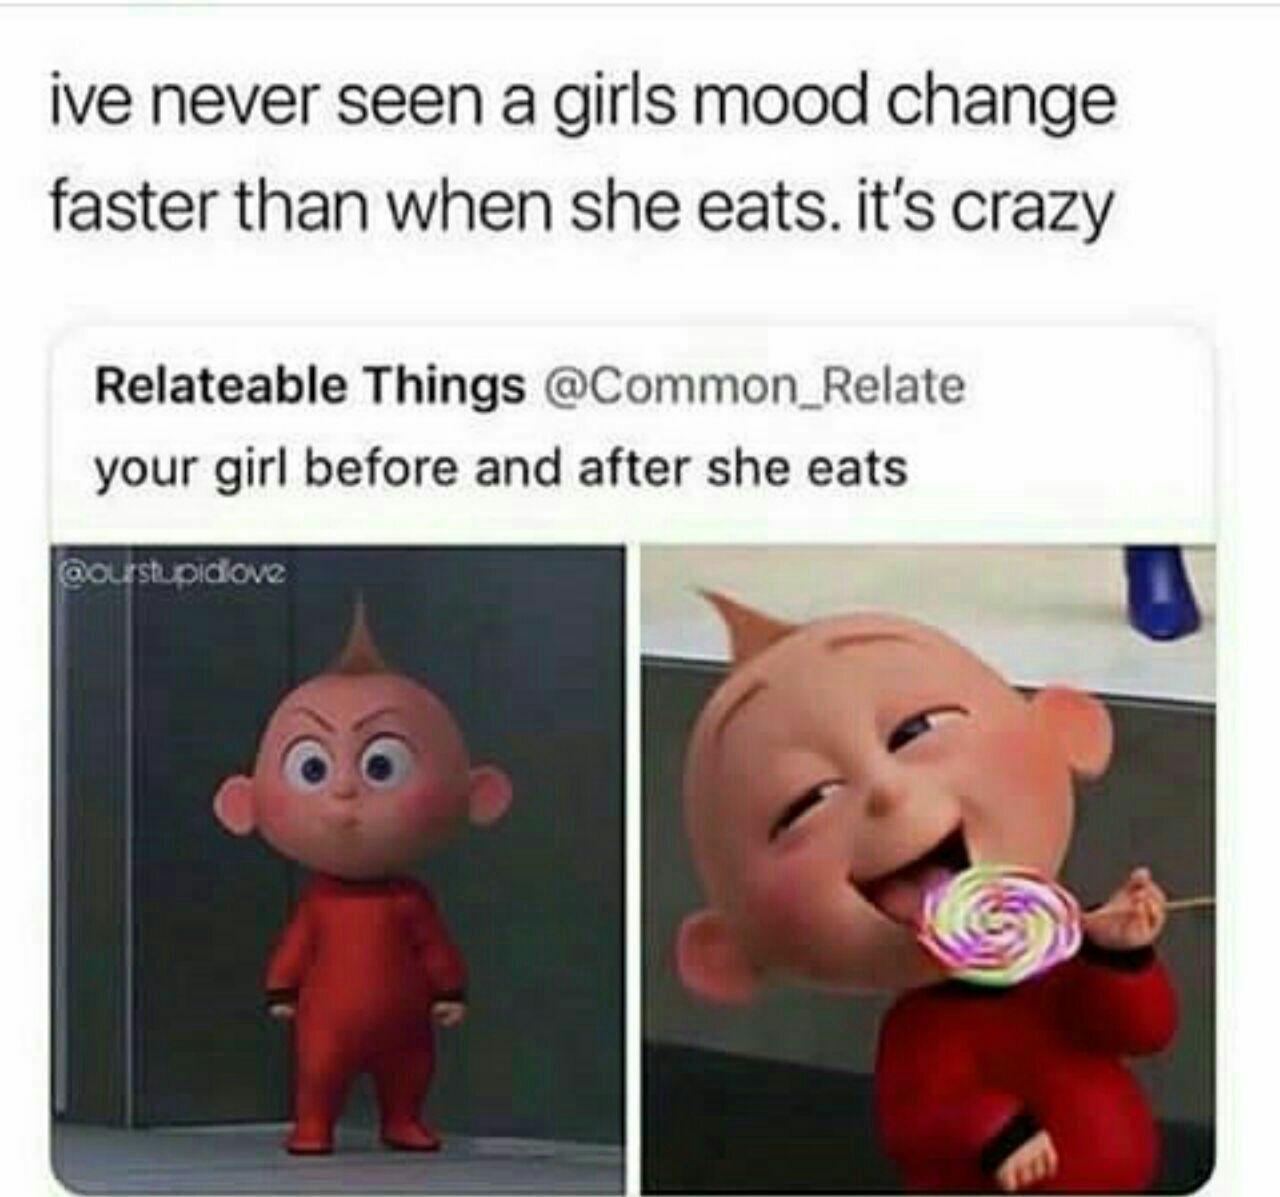 ive never seen a girls mood change
faster than when she eats. it's crazy
Relateable Things @Common_Relate
your girl before and after she eats
@ourstupidlove